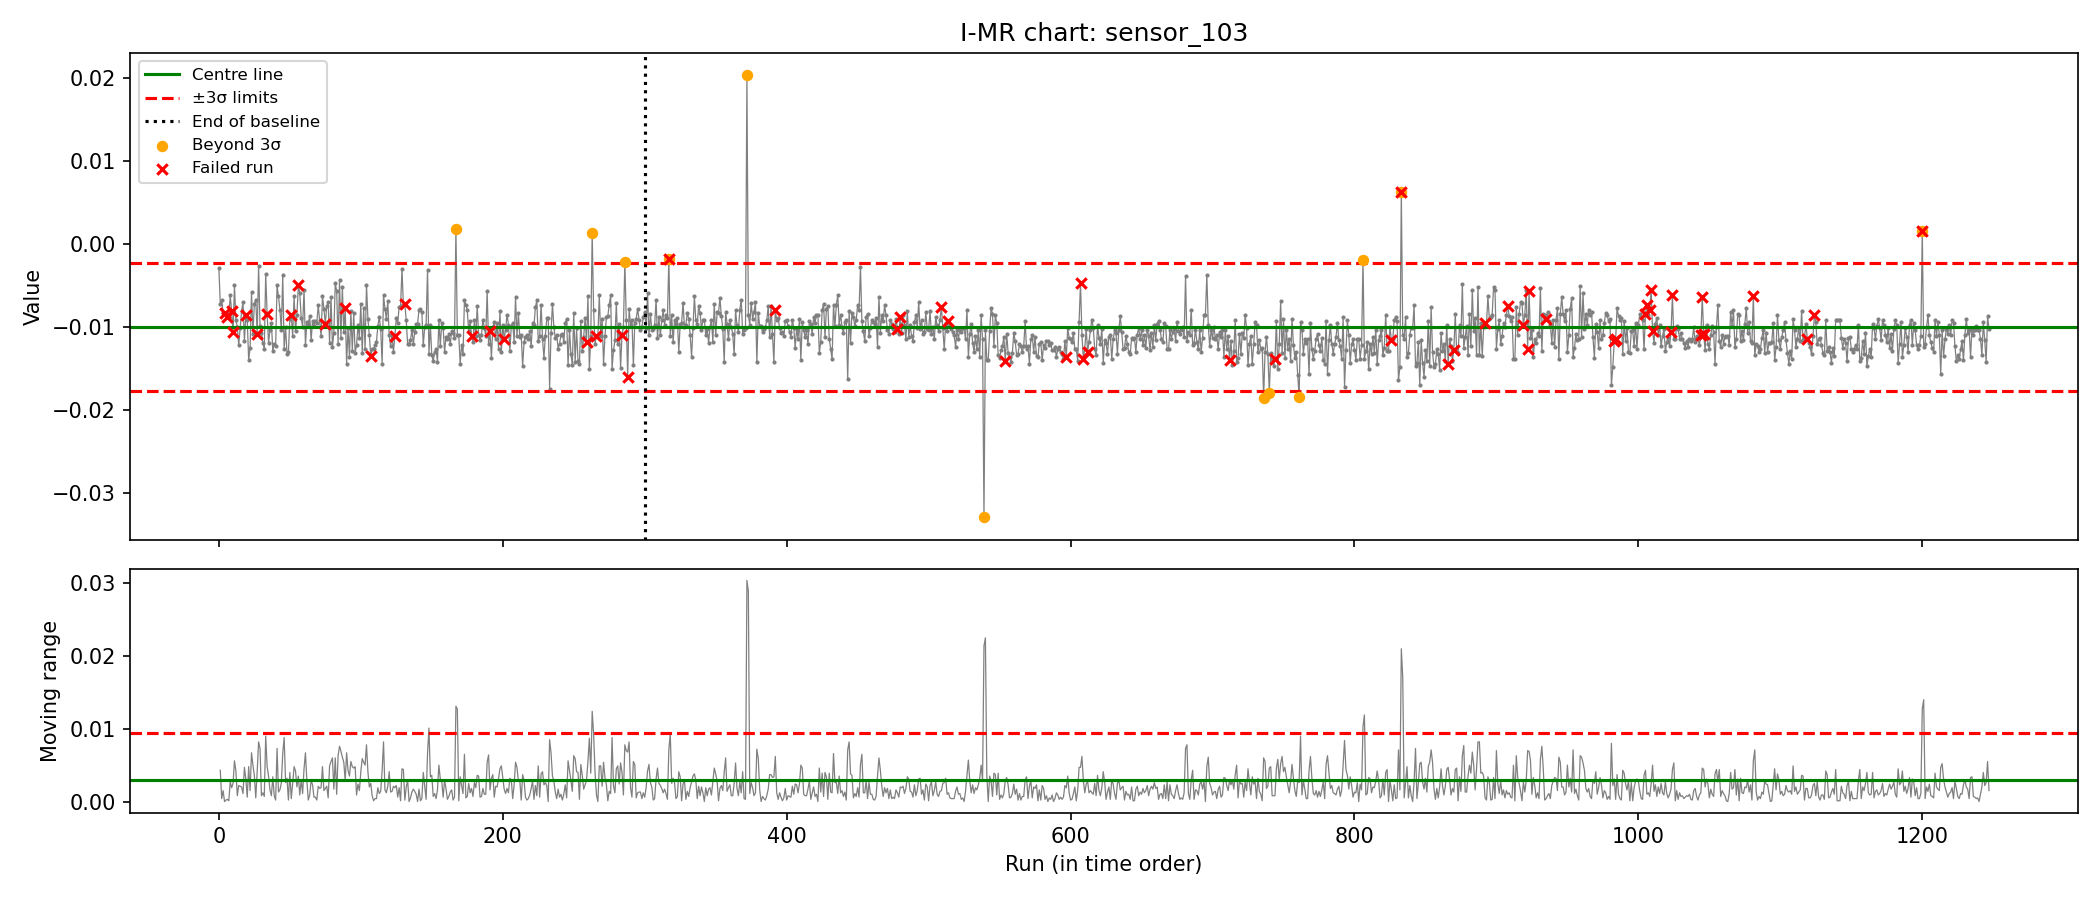 I-MR chart: sensor_103
Centre line
±3σ limits
End of baseline
Beyond 3σ
Failed run
Value
0.02
0.01
0.00
−0.01
−0.02
−0.03
Moving range
0.03
0.02
0.01
0.00
0 200 400 600 800 1000 1200
Run (in time order)